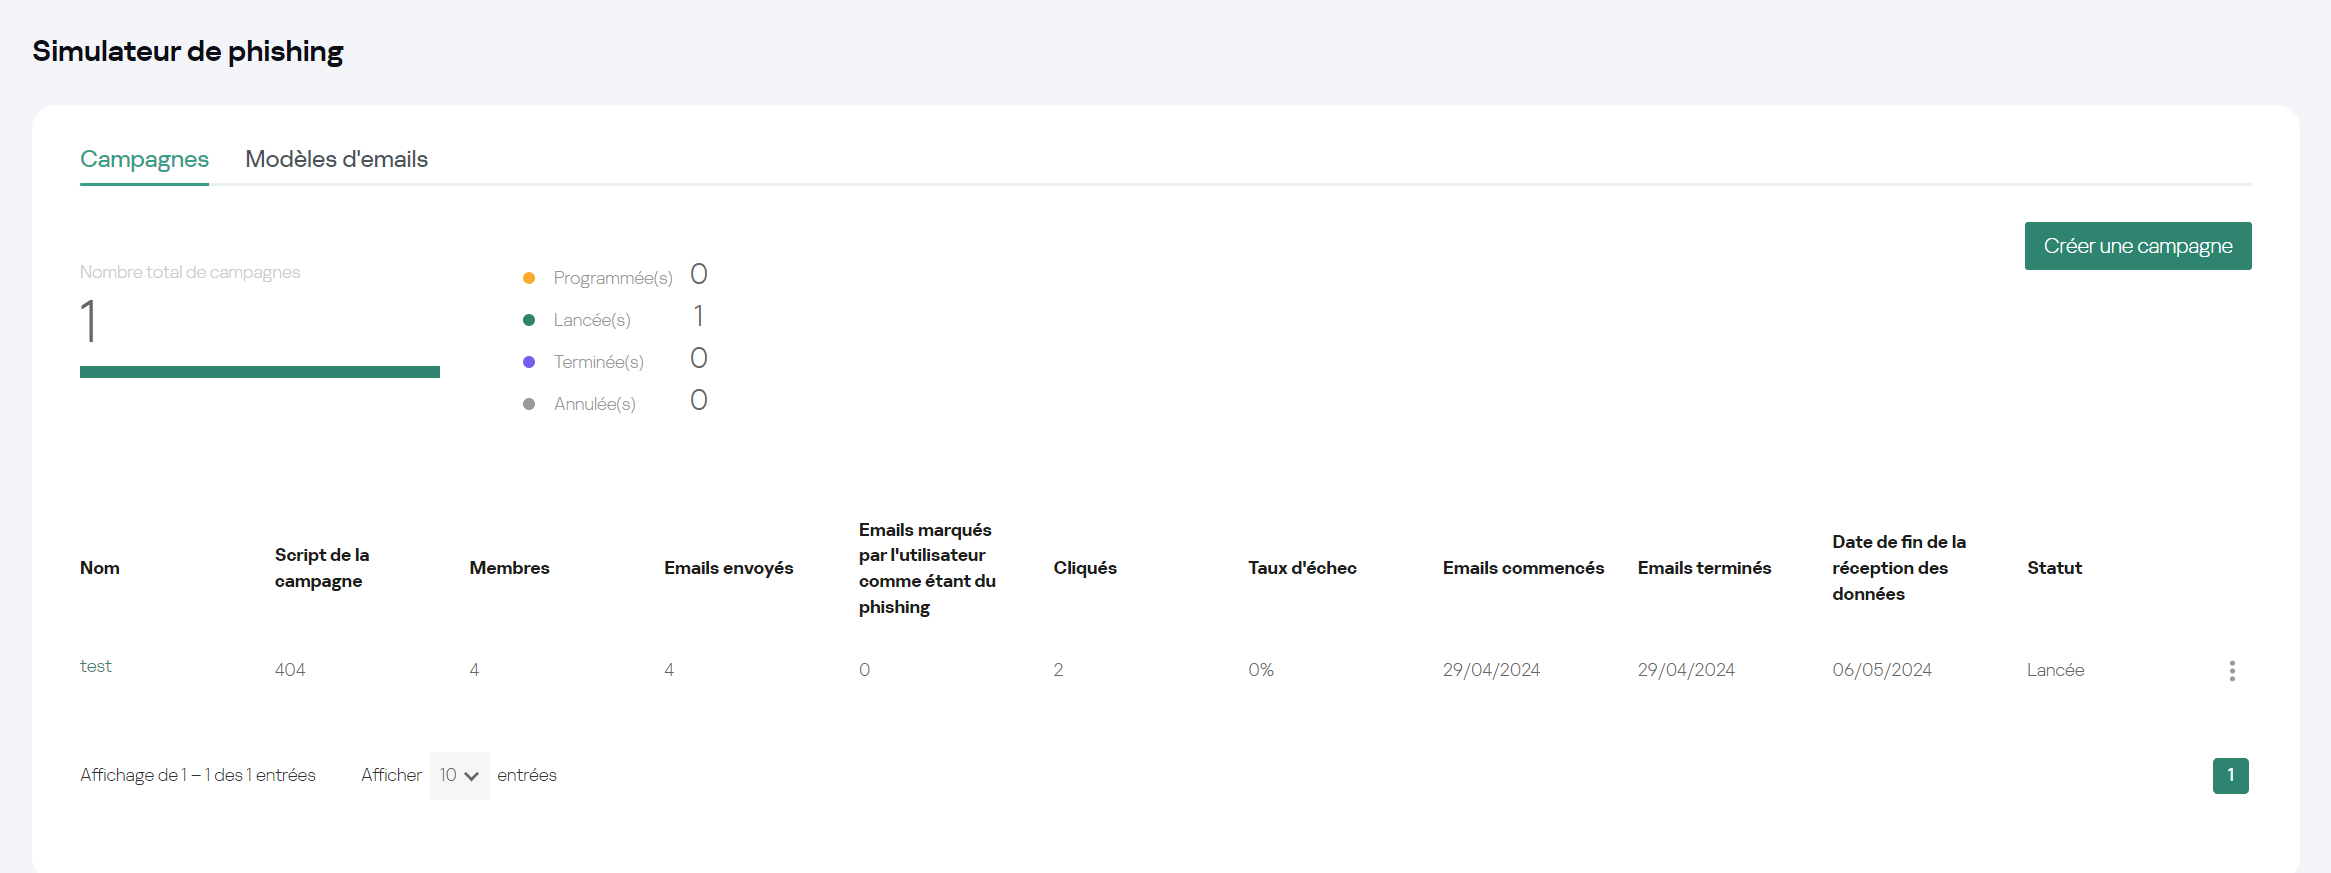 Simulateur de phishing
Campagnes Modèles d'emails
Créer une campagne
Nombre total de campagnes
1
Programmée(s) 0
Lancée(s) 1
Terminée(s) 0
Annulée(s) 0
Nom
Script de la
campagne
Membres
Emails envoyés
Emails marqués
par l'utilisateur
comme étant du
phishing
Cliqués
Taux d'échec
Emails commencés
Emails terminés
Date de fin de la
réception des
données
Statut
test 404 4 4 0 2 0% 29/04/2024 29/04/2024 06/05/2024 Lancée
Affichage de 1 – 1 des 1 entrées Afficher 10 entrées 1